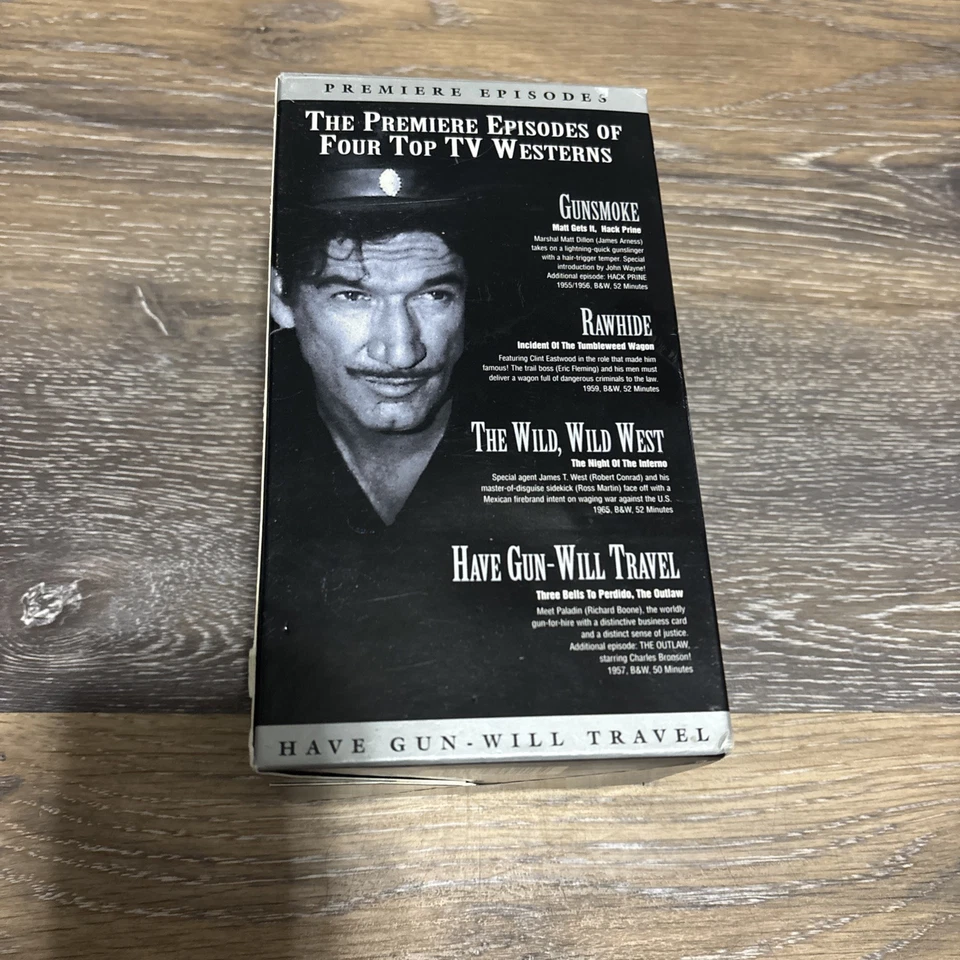 PREMIERE EPISODES
THE PREMIERE EPISODES OF
FOUR TOP TV WESTERNS
GUNSMOKE
Matt Gets It, Hack Prine
Marshal Matt Dillon (James Arness)
takes on a lightning-quick gunslinger
with a hair-trigger temper. Special
introduction by John Wayne!
Additional episode: HACK PRINE
1955/1956, B&W, 52 Minutes
RAWHIDE
Incident Of The Tumbleweed Wagon
Featuring Clint Eastwood in the role that made him
famous! The trail boss (Eric Fleming) and his men must
deliver a wagon full of dangerous criminals to the law.
1959, B&W, 52 Minutes
THE WILD, WILD WEST
The Night Of The Inferno
Special agent James T. West (Robert Conrad) and his
master-of-disguise sidekick (Ross Martin) face off with a
Mexican firebrand intent on waging war against the U.S.
1965, B&W, 52 Minutes
HAVE GUN-WILL TRAVEL
Three Bells To Perdido, The Outlaw
Meet Paladin (Richard Boone), the worldly
gun-for-hire with a distinctive business card
and a distinct sense of justice.
Additional episode: THE OUTLAW,
starring Charles Bronson!
1957, B&W, 50 Minutes
HAVE GUN-WILL TRAVEL